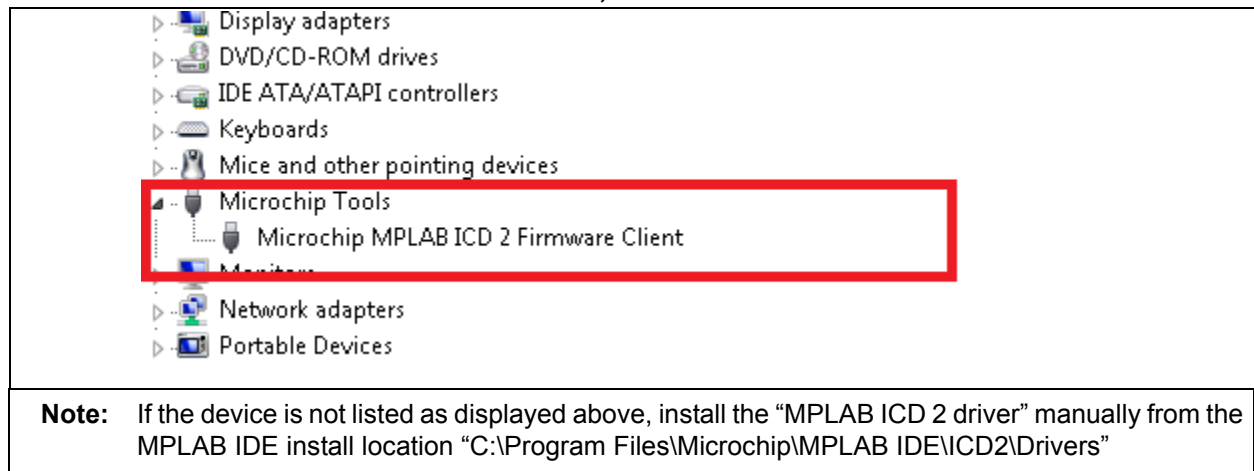 Display adapters
DVD/CD-ROM drives
IDE ATA/ATAPI controllers
Keyboards
Mice and other pointing devices
Microchip Tools
Microchip MPLAB ICD 2 Firmware Client
Monitors
Network adapters
Portable Devices
Note: If the device is not listed as displayed above, install the “MPLAB ICD 2 driver” manually from the
MPLAB IDE install location “C:\Program Files\Microchip\MPLAB IDE\ICD2\Drivers”